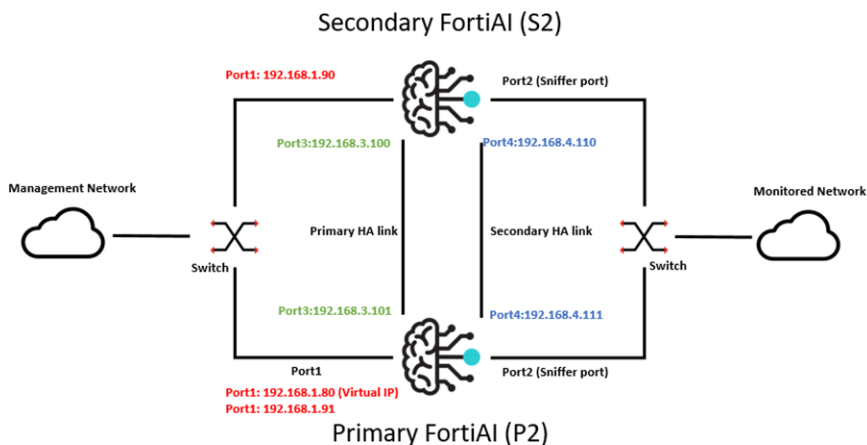 Secondary FortiAI (S2)
Port1: 192.168.1.90
Port2 (Sniffer port)
Port3:192.168.3.100
Port4:192.168.4.110
Management Network
Monitored Network
Primary HA link
Secondary HA link
Switch
Switch
Port3:192.168.3.101
Port4:192.168.4.111
Port1
Port2 (Sniffer port)
Port1: 192.168.1.80 (Virtual IP)
Port1: 192.168.1.91
Primary FortiAI (P2)